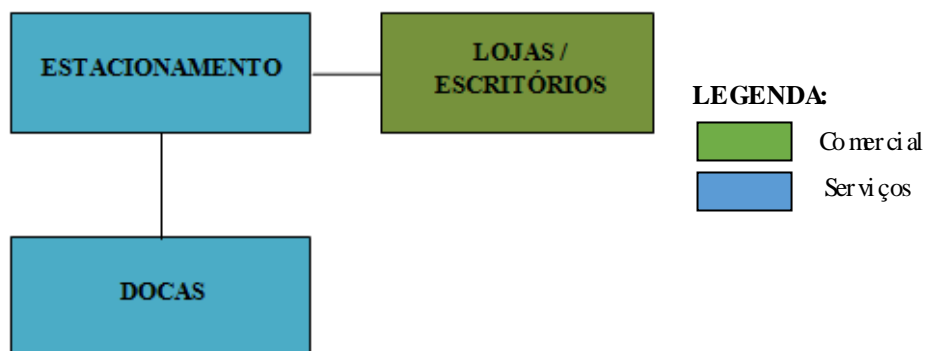 ESTACIONAMENTO
LOJAS /
ESCRITÓRIOS
DOCAS
LEGENDA:
Comercial
Serviços